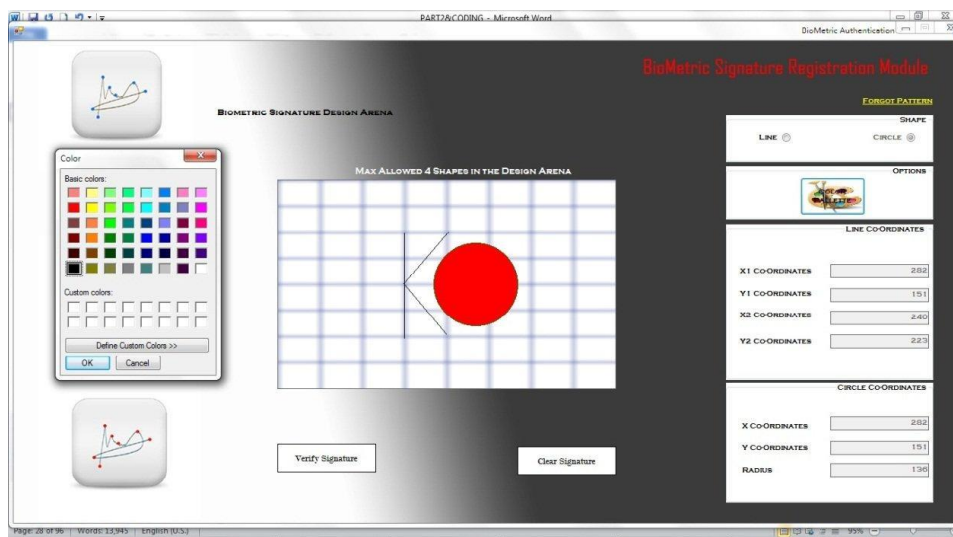 PART2&CODING - Microsoft Word
BioMetric Authentication
BioMetric Signature Registration Module
FORGOT PATTERN
BIOMETRIC SIGNATURE DESIGN ARENA
SHAPE
LINE
CIRCLE
Color
Basic colors:
MAX ALLOWED 4 SHAPES IN THE DESIGN ARENA
OPTIONS
COLOR
PALLETE
LINE CO-ORDINATES
X1 CO-ORDINATES 282
Y1 CO-ORDINATES 151
X2 CO-ORDINATES 240
Y2 CO-ORDINATES 223
Custom colors:
Define Custom Colors >>
OK Cancel
CIRCLE CO-ORDINATES
X CO-ORDINATES 282
Y CO-ORDINATES 151
RADIUS 136
Verify Signature
Clear Signature
Page: 28 of 96 Words: 13,945 English (U.S.) 95%